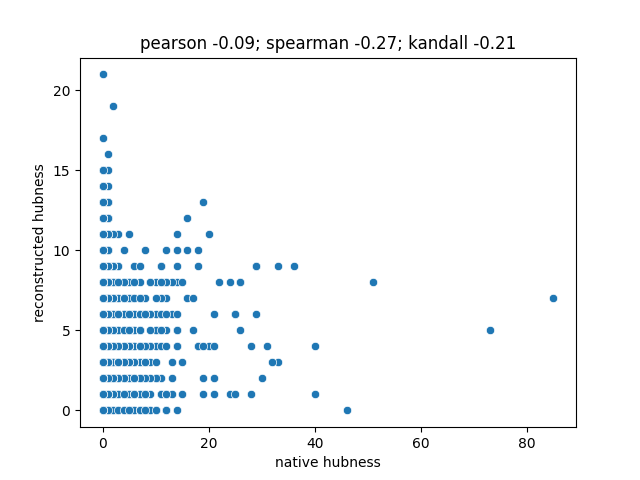 pearson -0.09; spearman -0.27; kandall -0.21
20
15
10
5
0
reconstructed hubness
0 20 40 60 80
native hubness